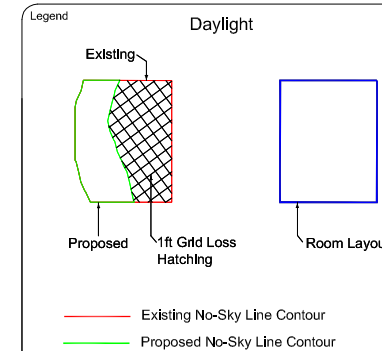 Legend
Daylight
Existing
Proposed
1ft Grid Loss
Hatching
Room Layou
Existing No-Sky Line Contour
Proposed No-Sky Line Contour